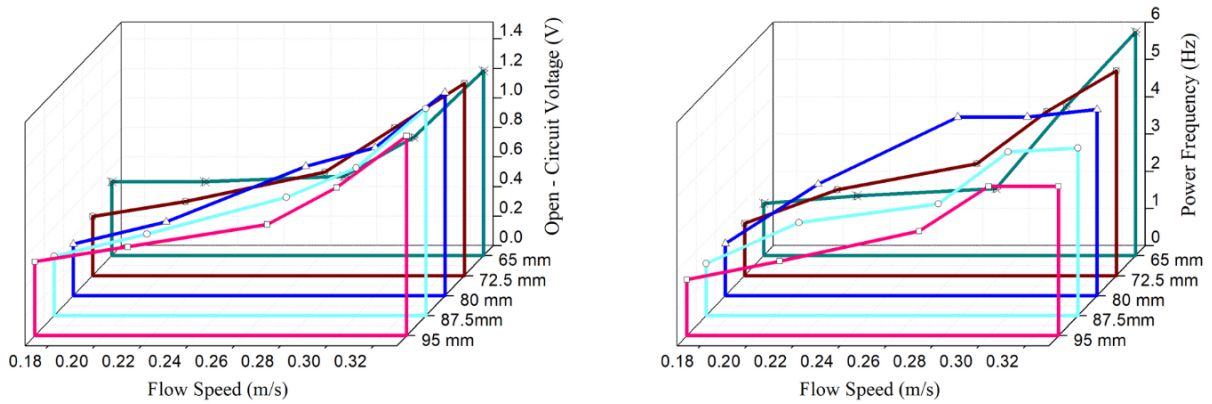 1.4
1.2
1.0
0.8
0.6
0.4
0.2
0.0
Open - Circuit Voltage (V)
65 mm
72.5 mm
80 mm
87.5mm
95 mm
0.18 0.20 0.22 0.24 0.26 0.28 0.30 0.32
Flow Speed (m/s)
6
5
4
3
2
1
0
Power Frequency (Hz)
65 mm
72.5 mm
80 mm
87.5mm
95 mm
0.18 0.20 0.22 0.24 0.26 0.28 0.30 0.32
Flow Speed (m/s)